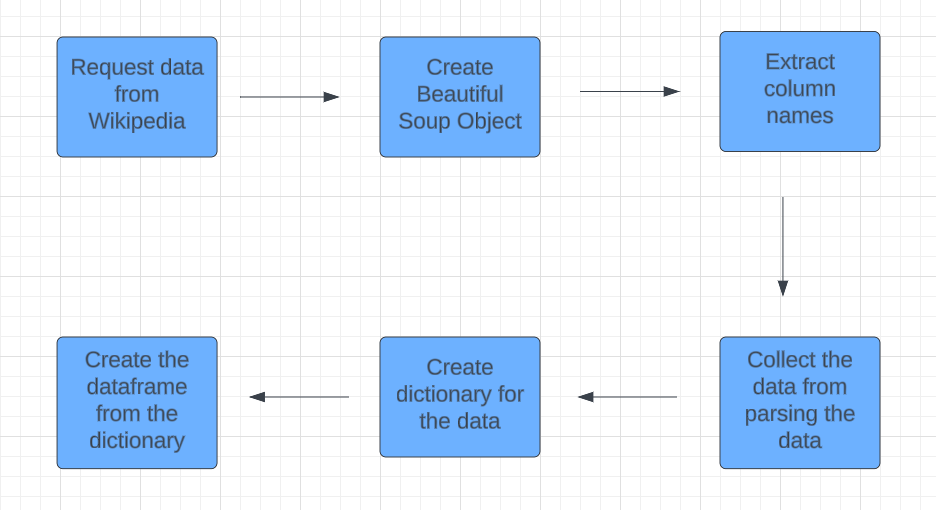 Request data
from
Wikipedia
Create
Beautiful
Soup Object
Extract
column
names
Collect the
data from
parsing the
data
Create
dictionary for
the data
Create the
dataframe
from the
dictionary